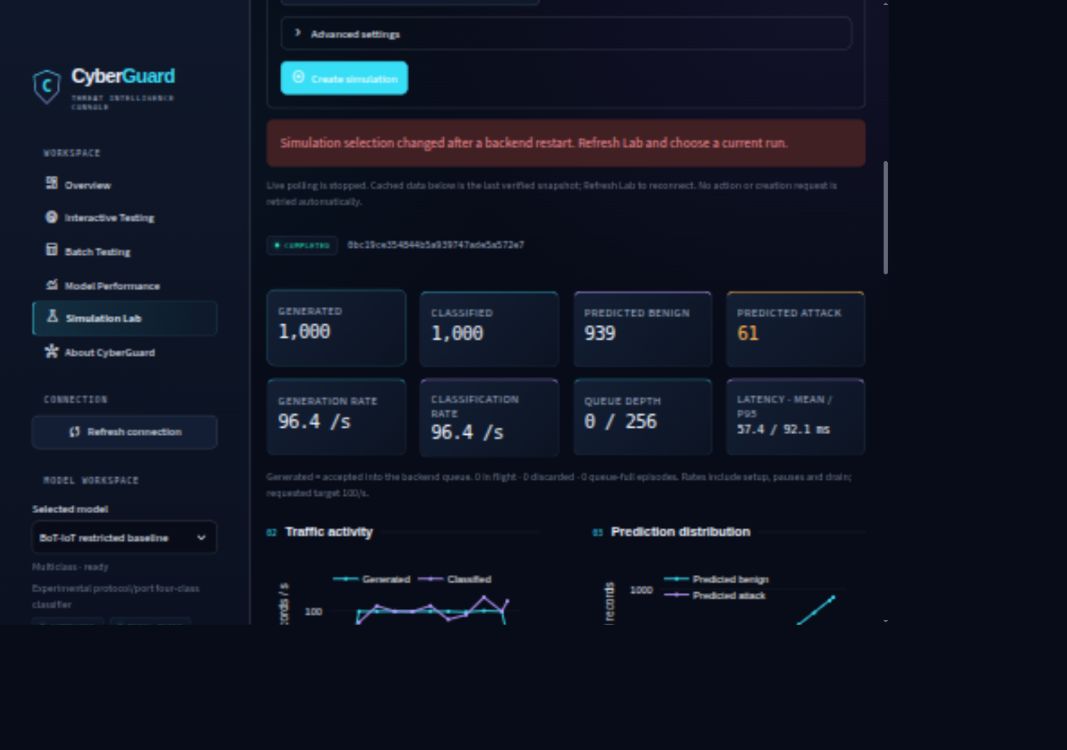 Advanced settings
Create simulation
CyberGuard
THREAT INTELLIGENCE
CONSOLE
WORKSPACE
Overview
Interactive Testing
Batch Testing
Model Performance
Simulation Lab
About CyberGuard
CONNECTION
Refresh connection
MODEL WORKSPACE
Selected model
BoT-IoT restricted baseline
Multiclass · ready
Experimental protocol/port four-class
classifier
Simulation selection changed after a backend restart. Refresh Lab and choose a current run.
Live polling is stopped. Cached data below is the last verified snapshot; Refresh Lab to reconnect. No action or creation request is
retried automatically.
COMPLETED
GENERATED
1,000
CLASSIFIED
1,000
PREDICTED BENIGN
939
PREDICTED ATTACK
61
GENERATION RATE
96.4 /s
CLASSIFICATION
RATE
96.4 /s
QUEUE DEPTH
0 / 256
LATENCY · MEAN /
P95
57.4 / 92.1 ms
Generated = accepted into the backend queue. 0 in flight · 0 discarded · 0 queue-full episodes. Rates include setup, pauses and drain;
requested target 100/s.
02 Traffic activity
Generated
Classified
100
03 Prediction distribution
Predicted benign
Predicted attack
records
1000